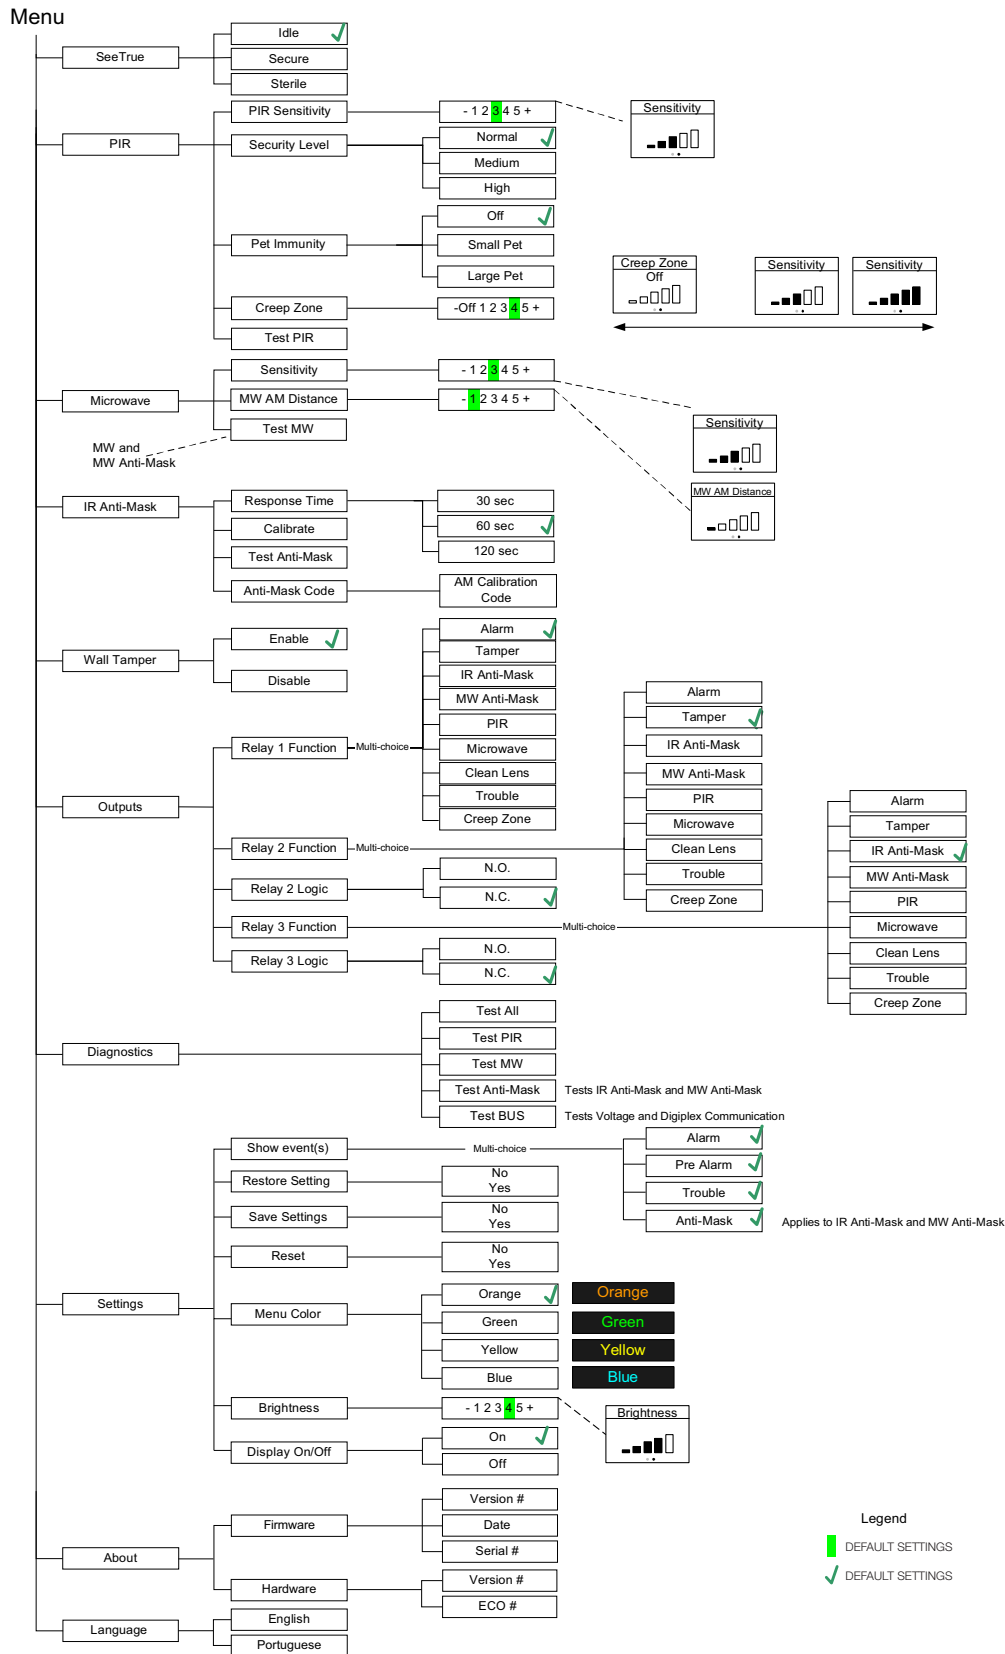 Menu
SeeTrue
Idle
Secure
Sterile
PIR
PIR Sensitivity
- 1 2 3 4 5 +
Sensitivity
Security Level
Normal
Medium
High
Pet Immunity
Off
Small Pet
Large Pet
Creep Zone
-Off 1 2 3 4 5 +
Creep Zone
Off
Sensitivity
Sensitivity
Test PIR
Microwave
Sensitivity
- 1 2 3 4 5 +
MW AM Distance
- 1 2 3 4 5 +
Test MW
MW and
MW Anti-Mask
Sensitivity
MW AM Distance
IR Anti-Mask
Response Time
30 sec
60 sec
120 sec
Calibrate
Test Anti-Mask
Anti-Mask Code
AM Calibration
Code
Wall Tamper
Enable
Disable
Outputs
Relay 1 Function
Multi-choice
Alarm
Tamper
IR Anti-Mask
MW Anti-Mask
PIR
Microwave
Clean Lens
Trouble
Creep Zone
Relay 2 Function
Multi-choice
Alarm
Tamper
IR Anti-Mask
MW Anti-Mask
PIR
Microwave
Clean Lens
Trouble
Creep Zone
Relay 2 Logic
N.O.
N.C.
Relay 3 Function
Multi-choice
Alarm
Tamper
IR Anti-Mask
MW Anti-Mask
PIR
Microwave
Clean Lens
Trouble
Creep Zone
Relay 3 Logic
N.O.
N.C.
Diagnostics
Test All
Test PIR
Test MW
Test Anti-Mask
Tests IR Anti-Mask and MW Anti-Mask
Test BUS
Tests Voltage and Digiplex Communication
Settings
Show event(s)
Multi-choice
Alarm
Pre Alarm
Trouble
Anti-Mask
Applies to IR Anti-Mask and MW Anti-Mask
Restore Setting
No
Yes
Save Settings
No
Yes
Reset
No
Yes
Menu Color
Orange
Orange
Green
Green
Yellow
Yellow
Blue
Blue
Brightness
- 1 2 3 4 5 +
Brightness
Display On/Off
On
Off
About
Firmware
Version #
Date
Serial #
Hardware
Version #
ECO #
Language
English
Portuguese
Legend
DEFAULT SETTINGS
DEFAULT SETTINGS